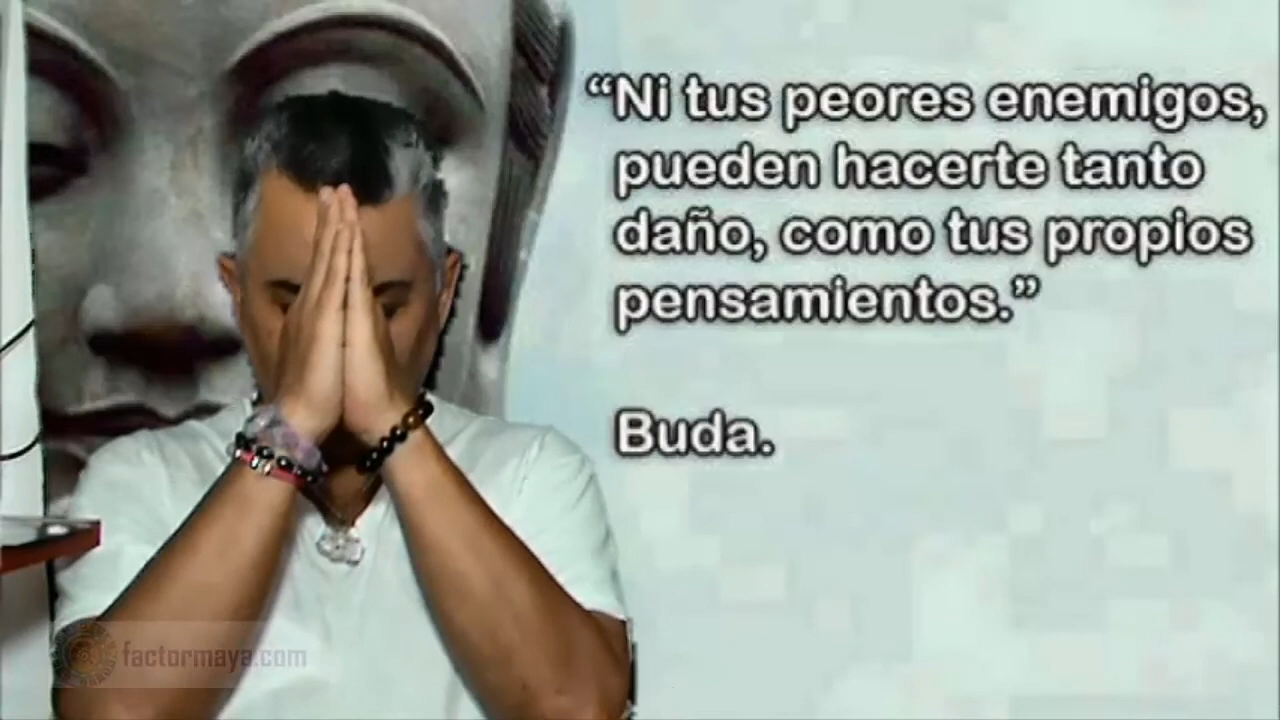 “Ni tus peores enemigos,
pueden hacerte tanto
daño, como tus propios
pensamientos.”
Buda.
factormaya.com